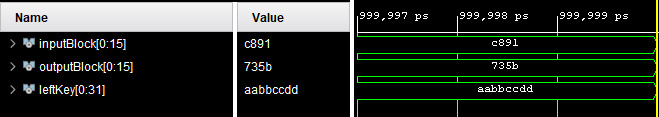 Name Value 999,997 ps 999,998 ps 999,999 ps
inputBlock[0:15] c891 c891
outputBlock[0:15] 735b 735b
leftKey[0:31] aabbccdd aabbccdd